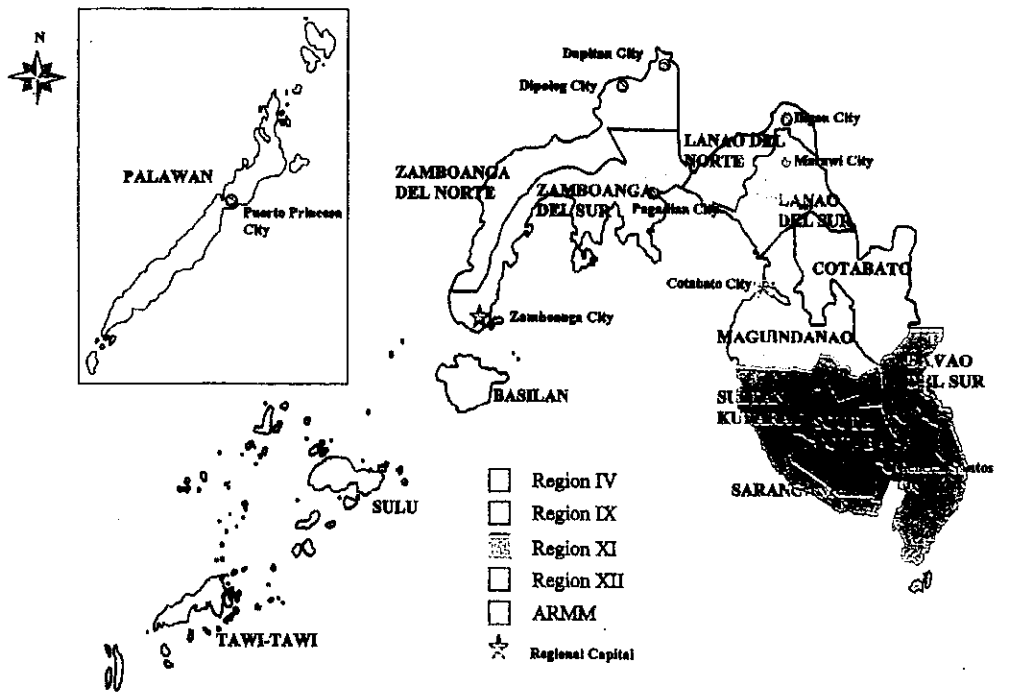 N
PALAWAN
Puerto Princesa
City
Dapitan City
Dipolog City
ZAMBOANGA
DEL NORTE
ZAMBOANGA
DEL SUR
Pagadian City
LANAO DEL
NORTE
Iligan City
Marawi City
LANAO
DEL SUR
COTABATO
Cotabato City
MAGUINDANAO
Zamboanga City
BASILAN
SULU
TAWI-TAWI
DEL SUR
Region IV
Region IX
Region XI
Region XII
ARMM
Regional Capital